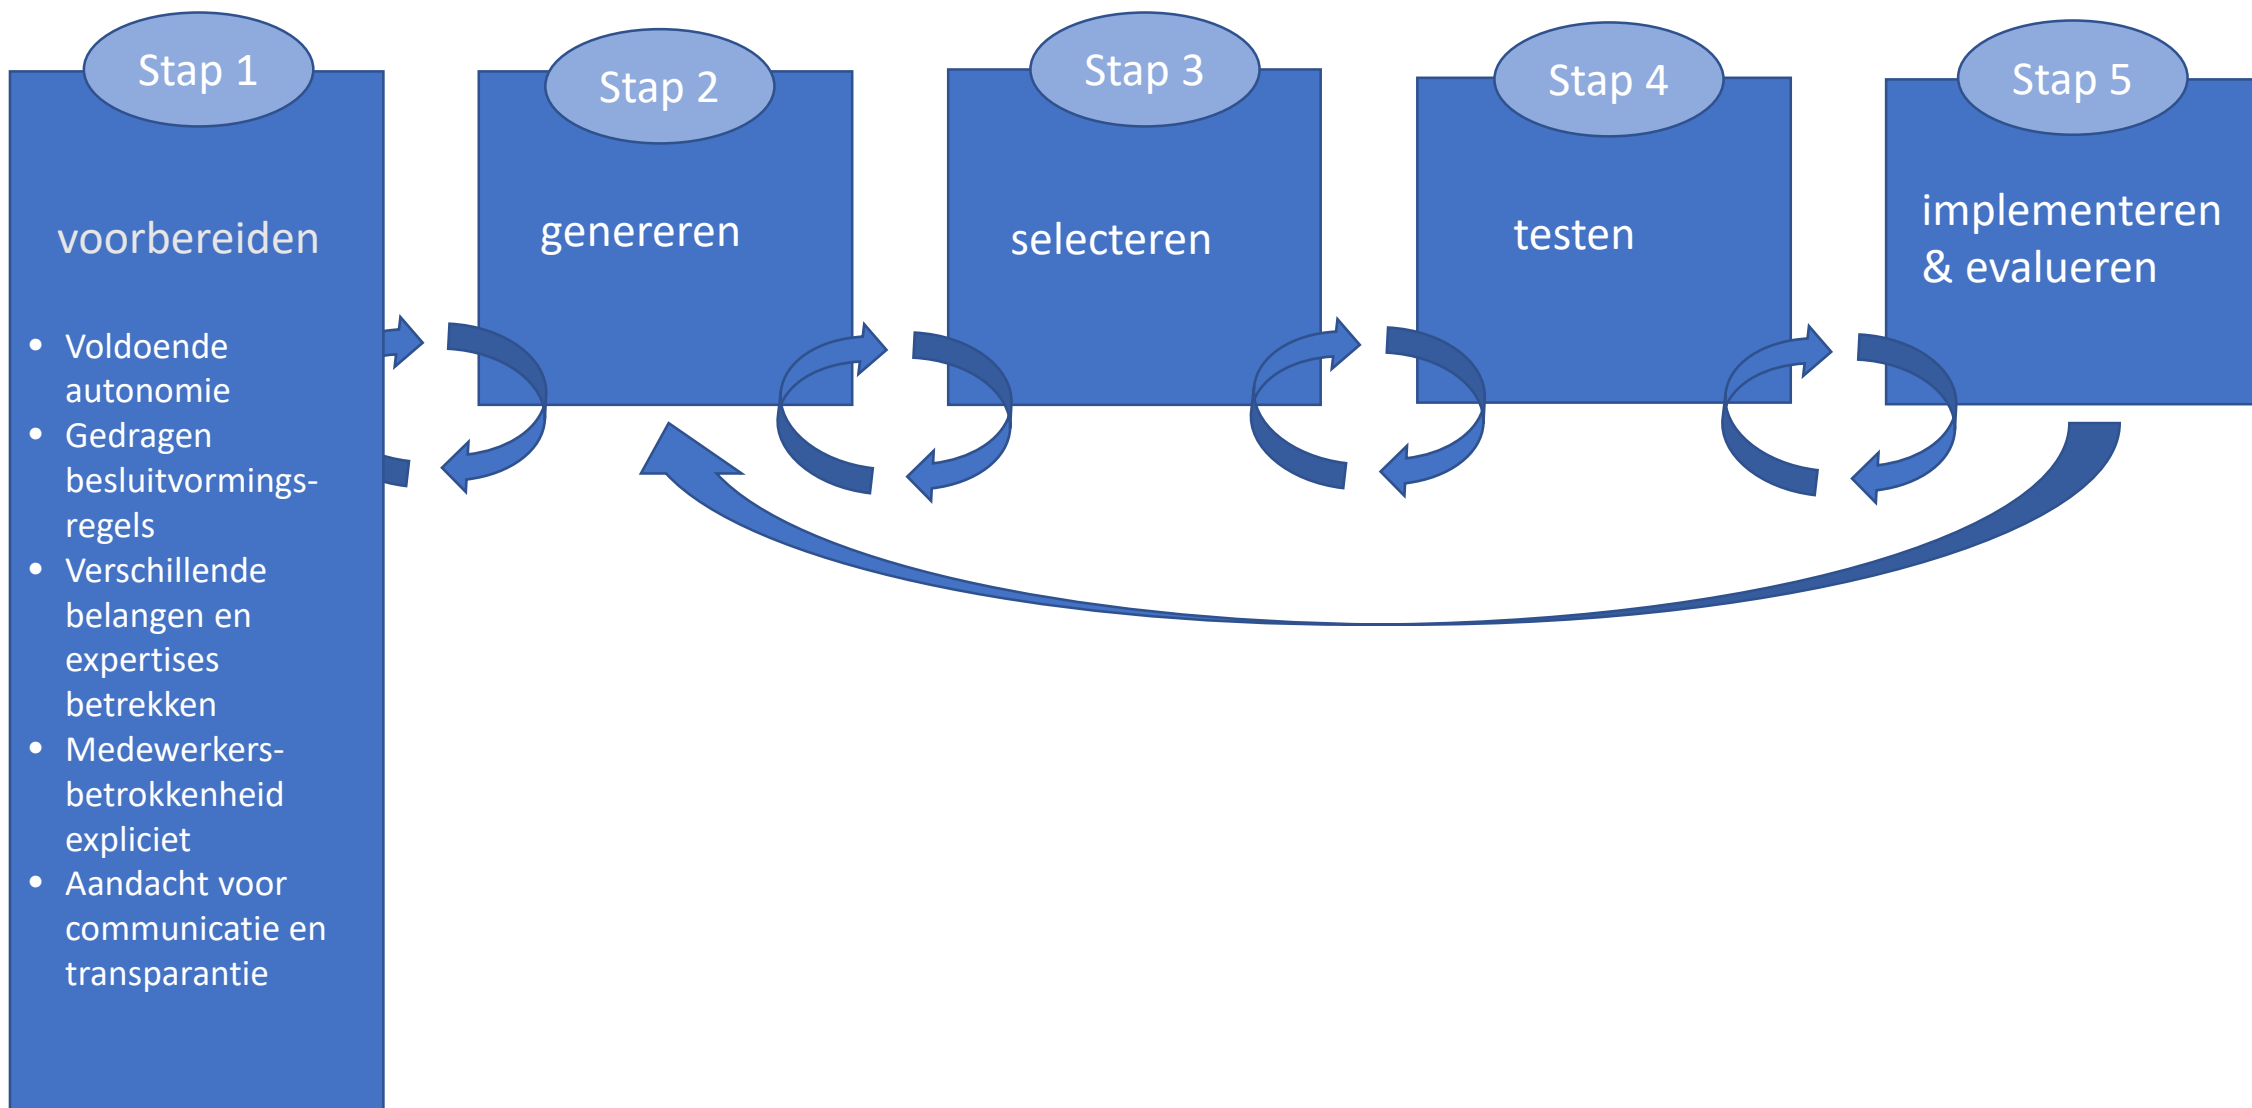 Stap 1
voorbereiden
• Voldoende
autonomie
• Gedragen
besluitvormings-
regels
• Verschillende
belangen en
expertises
betrekken
• Medewerkers-
betrokkenheid
expliciet
• Aandacht voor
communicatie en
transparantie
Stap 2
genereren
Stap 3
selecteren
Stap 4
testen
Stap 5
implementeren
& evalueren